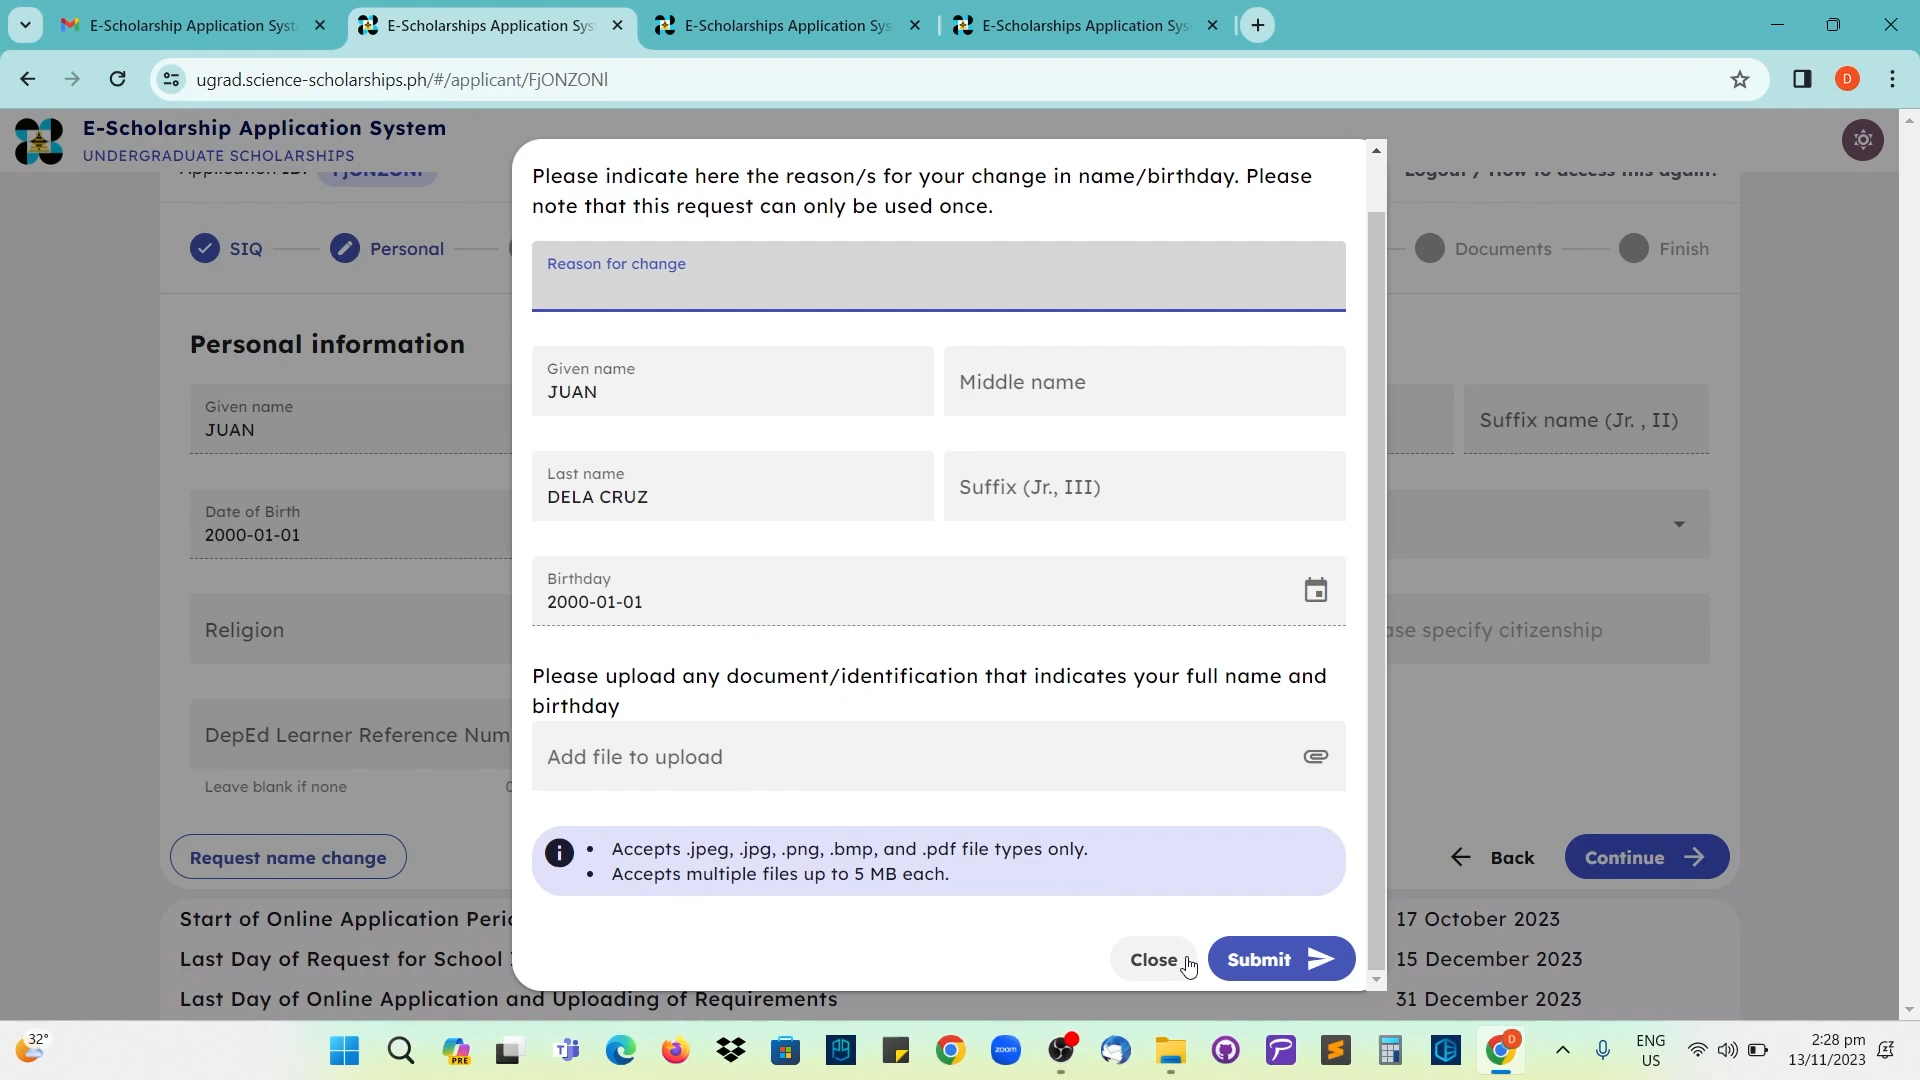 E-Scholarship Application Syst
E-Scholarships Application Sys
E-Scholarships Application Sys
E-Scholarships Application Sys
ugrad.science-scholarships.ph/#/applicant/FjONZONl
D
E-Scholarship Application System
UNDERGRADUATE SCHOLARSHIPS
SIQ
Personal
Documents
Finish
Personal information
Given name
JUAN
Suffix name (Jr. , II)
Date of Birth
2000-01-01
Religion
ase specify citizenship
DepEd Learner Reference Num
Leave blank if none
Request name change
Back
Continue
Please indicate here the reason/s for your change in name/birthday. Please
note that this request can only be used once.
Reason for change
Given name
JUAN
Middle name
Last name
DELA CRUZ
Suffix (Jr., III)
Birthday
2000-01-01
Please upload any document/identification that indicates your full name and
birthday
Add file to upload
Accepts .jpeg, .jpg, .png, .bmp, and .pdf file types only.
Accepts multiple files up to 5 MB each.
Close
Submit
Start of Online Application Peri
17 October 2023
Last Day of Request for School
15 December 2023
Last Day of Online Application and Uploading of Requirements
31 December 2023
32°
PRE
zoom
D
ENG
US
2:28 pm
13/11/2023